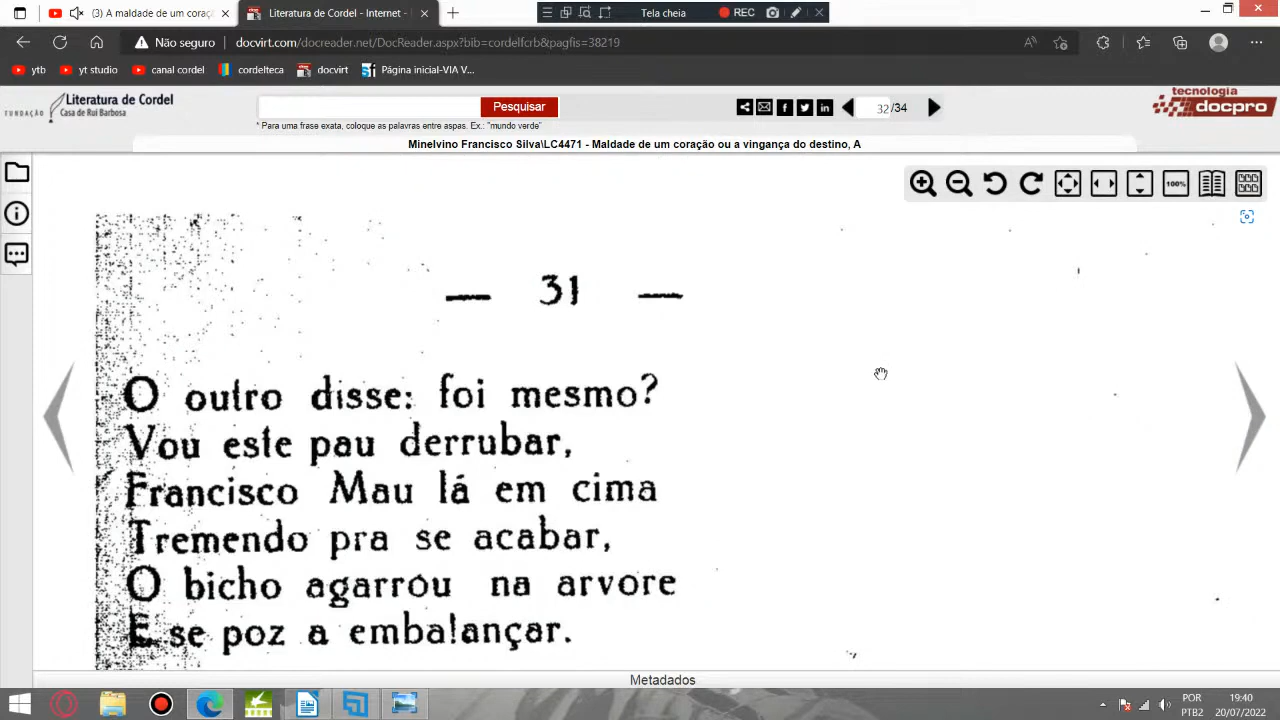 (3) A maldade de um coraç
Literatura de Cordel - Internet -
Tela cheia
REC
Não seguro
docvirt.com/docreader.net/DocReader.aspx?bib=cordelfcrb&pagfis=38219
ytb
yt studio
canal cordel
cordelteca
docvirt
Página inicial-VIA V...
FUNDAÇÃO
Literatura de Cordel
Casa de Rui Barbosa
Pesquisar
32 /34
* Para uma frase exata, coloque as palavras entre aspas. Ex.: "mundo verde"
tecnologia
docpro
Minelvino Francisco Silva\LC4471 - Maldade de um coração ou a vingança do destino, A
100%
— 31 —
O outro disse: foi mesmo?
Vou este pau derrubar,
Francisco Mau lá em cima
Tremendo pra se acabar,
O bicho agarrou na arvore
E se poz a embalançar.
Metadados
POR
PTB2
19:40
20/07/2022